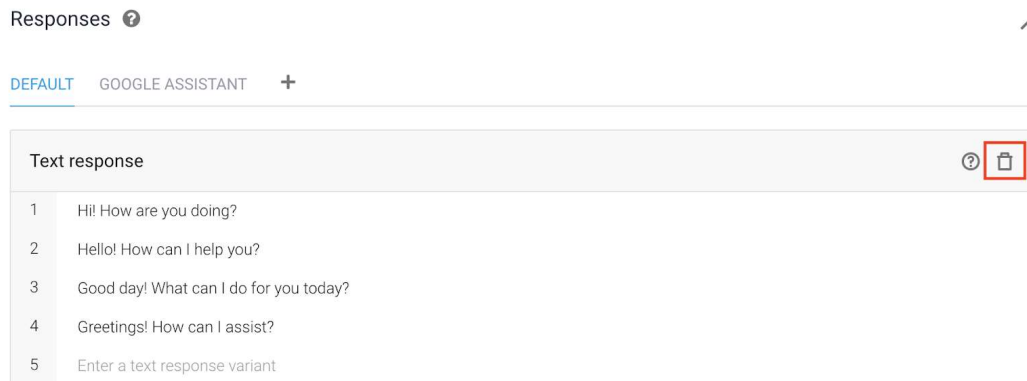 Responses
DEFAULT GOOGLE ASSISTANT +
Text response
1 Hi! How are you doing?
2 Hello! How can I help you?
3 Good day! What can I do for you today?
4 Greetings! How can I assist?
5 Enter a text response variant